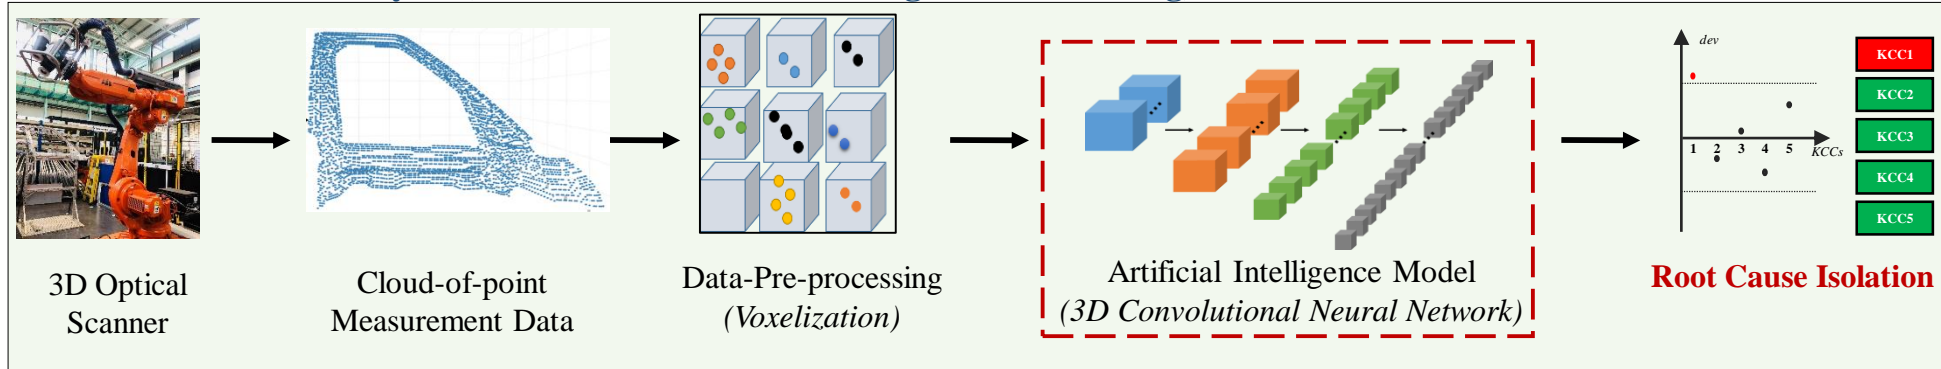 3D Optical
Scanner
Cloud-of-point
Measurement Data
Data-Pre-processing
(Voxelization)
Artificial Intelligence Model
(3D Convolutional Neural Network)
dev
1 2 3 4 5 KCCs
KCC1
KCC2
KCC3
KCC4
KCC5
Root Cause Isolation